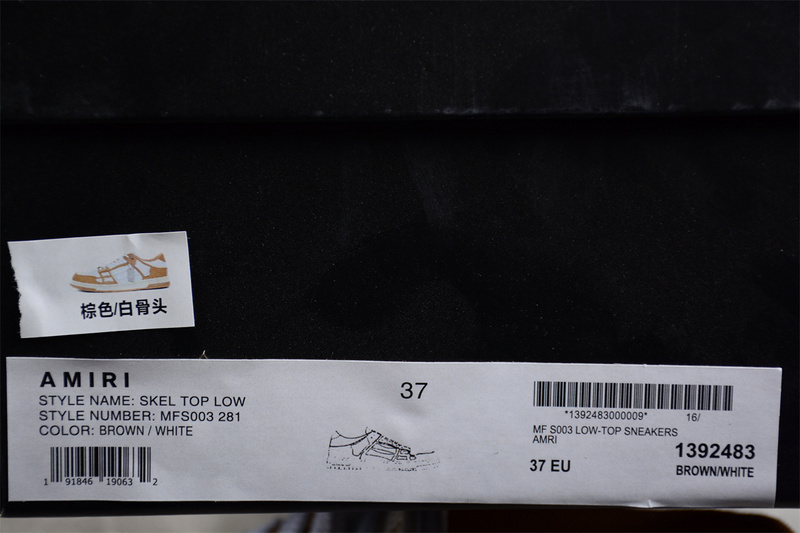 棕色/白骨头
AMIRI
STYLE NAME: SKEL TOP LOW
STYLE NUMBER: MFS003 281
COLOR: BROWN / WHITE
1 91846 19063 2
37
*1392483000009* 16/
MF S003 LOW-TOP SNEAKERS
AMRI
1392483
37 EU
BROWN/WHITE